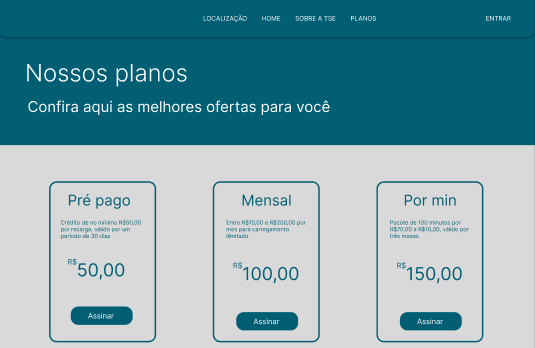 LOCALIZAÇÃO HOME SOBRE A TSE PLANOS ENTRAR
Nossos planos
Confira aqui as melhores ofertas para você
Pré pago
Crédito de no mínimo R$50,00
por recarga, válido por um
período de 30 dias
R$
50,00
Assinar
Mensal
Entre R$10,00 e R$200,00 por
mes para carregamento
ilimitado
R$
100,00
Assinar
Por min
Pacote de 100 minutos por
R$70,00 a R$10,00, válido por
três meses
R$
150,00
Assinar